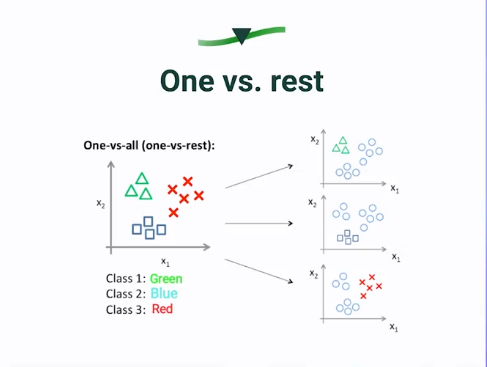 One vs. rest
One-vs-all (one-vs-rest):
x2
x1
Class 1: Green
Class 2: Blue
Class 3: Red
x2
x1
x2
x1
x2
x1